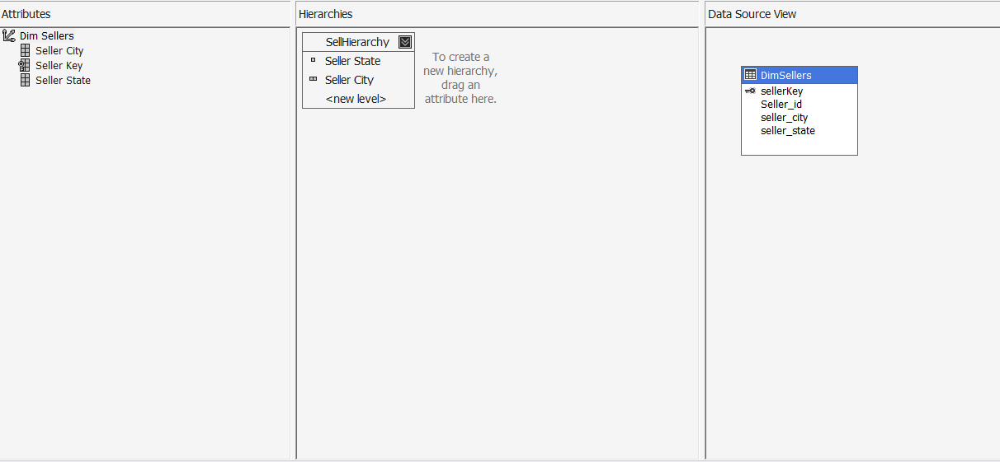 Attributes
Dim Sellers
Seller City
Seller Key
Seller State
Hierarchies
SellHierarchy
Seller State
Seller City
<new level>
To create a
new hierarchy,
drag an
attribute here.
Data Source View
DimSellers
sellerKey
Seller_id
seller_city
seller_state